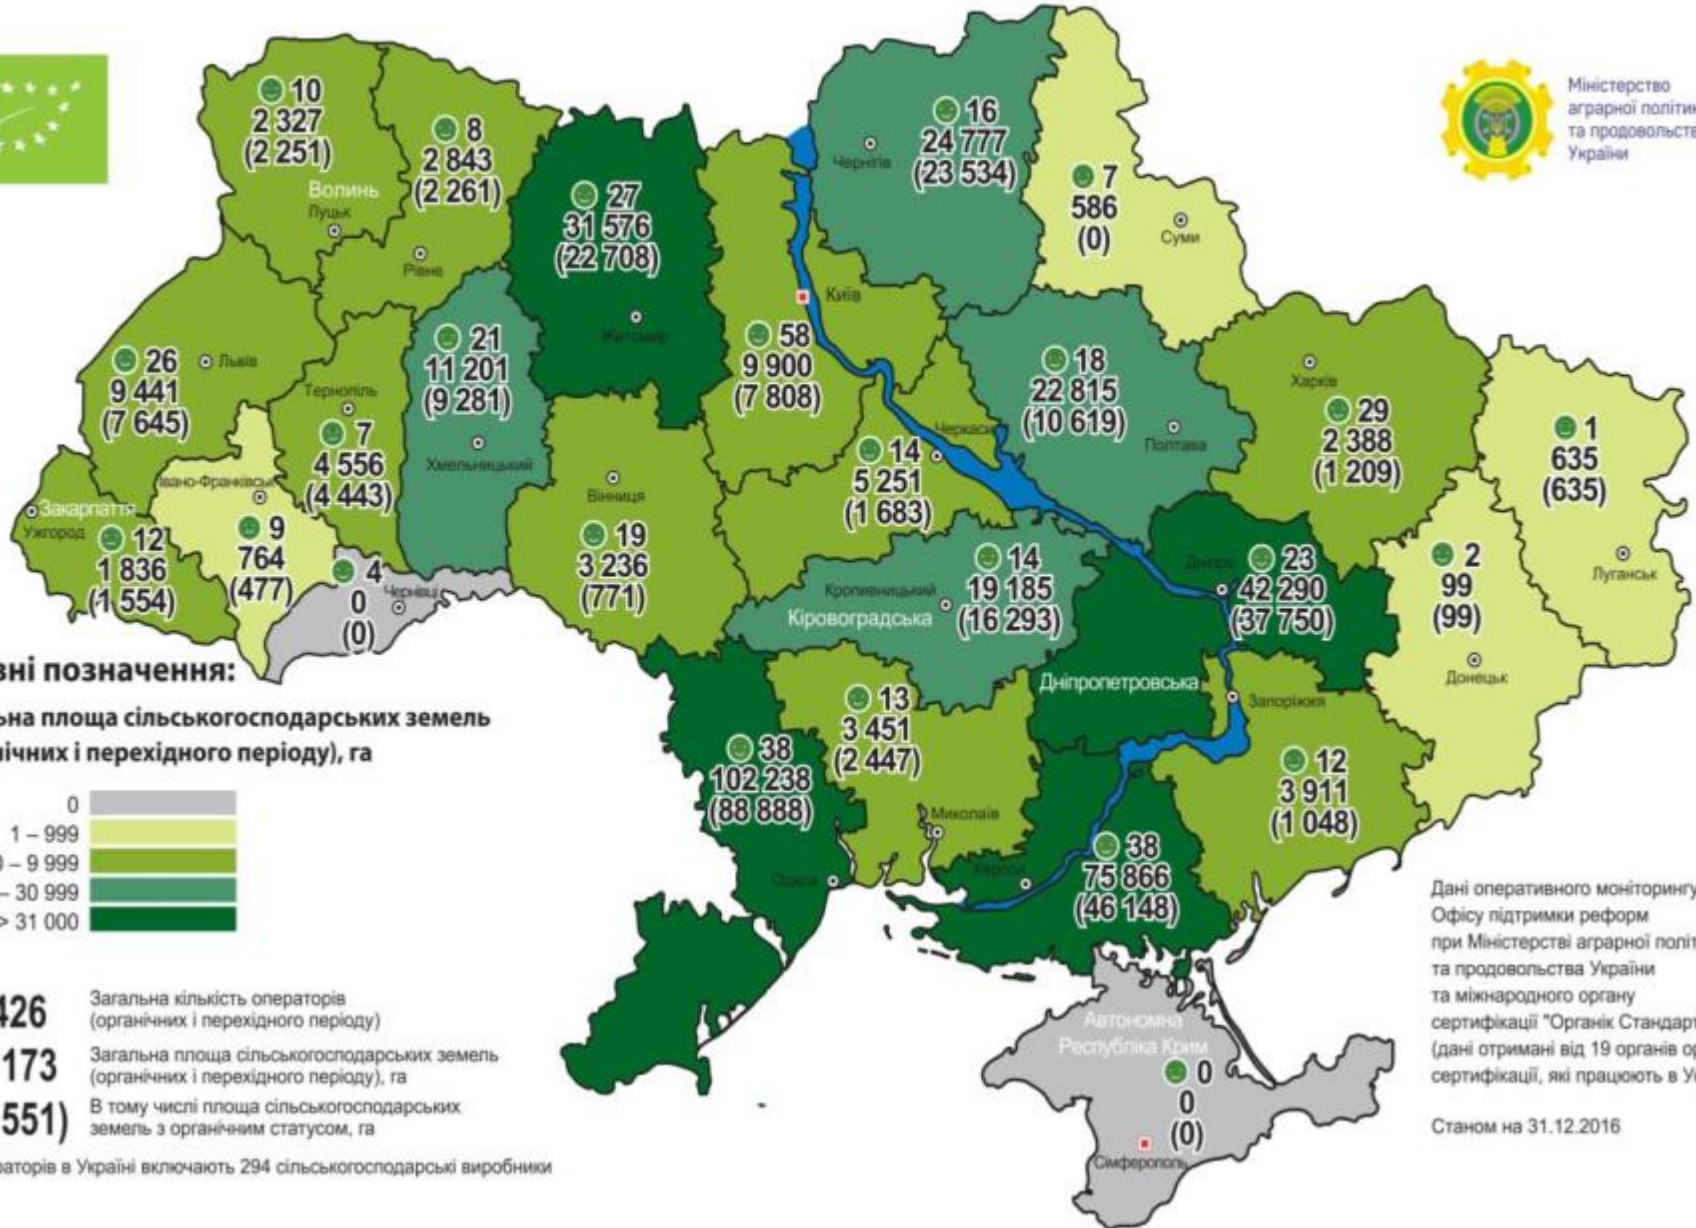 Міністерство
аграрної політик
та продовольств
України
10
2 327
(2 251)
Волинь
Луцьк
8
2 843
(2 261)
Рівне
27
31 576
(22 708)
Житомир
16
24 777
(23 534)
Чернігів
7
586
(0)
Суми
Київ
58
9 900
(7 808)
26
9 441
(7 645)
Львів
Тернопіль
7
4 556
(4 443)
21
11 201
(9 281)
Хмельницький
18
22 815
(10 619)
Полтава
Харків
29
2 388
(1 209)
1
635
(635)
Луганськ
Черкаси
14
5 251
(1 683)
Вінниця
19
3 236
(771)
Івано-Франківськ
9
764
(477)
Закарпаття
Ужгород
12
1 836
(1 554)
4
0
(0)
Чернівці
14
19 185
(16 293)
Кропивницький
Кіровоградська
Дніпро
23
42 290
(37 750)
Дніпропетровська
2
99
(99)
Донецьк
Запоріжжя
12
3 911
(1 048)
13
3 451
(2 447)
Миколаїв
38
102 238
(88 888)
Одеса
Херсон
38
75 866
(46 148)
Автономна
Республіка Крим
0
0
(0)
Сімферополь
вні позначення:
ьна площа сільськогосподарських земель
нічних і перехідного періоду), га
0
1 – 999
– 9 999
– 30 999
> 31 000
426
Загальна кількість операторів
(органічних і перехідного періоду)
173
Загальна площа сільськогосподарських земель
(органічних і перехідного періоду), га
551)
В тому числі площа сільськогосподарських
земель з органічним статусом, га
раторів в Україні включають 294 сільськогосподарські виробники
Дані оперативного моніторингу
Офісу підтримки реформ
при Міністерстві аграрної політ
та продовольства України
та міжнародного органу
сертифікації "Органік Стандарт
(дані отримані від 19 органів ор
сертифікації, які працюють в У
Станом на 31.12.2016